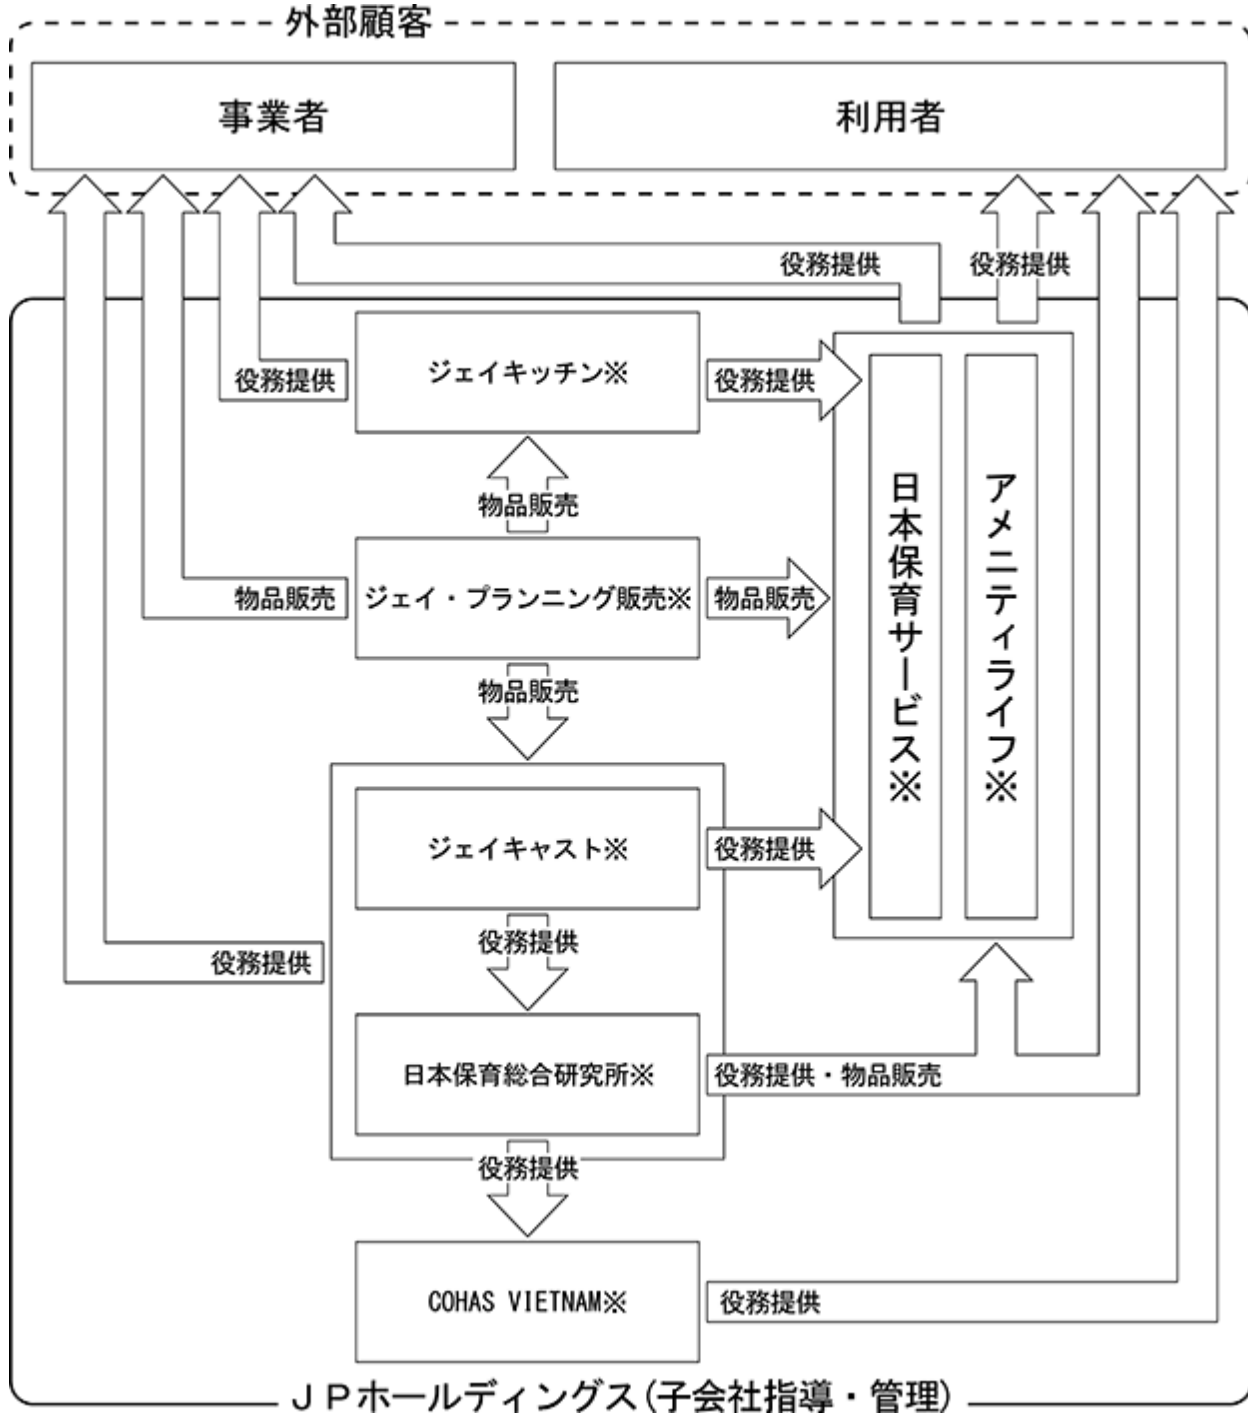 外部顧客
事業者
利用者
役務提供
役務提供
ジェイキッチン※
役務提供
役務提供
物品販売
ジェイ・プランニング販売※
物品販売
物品販売
物品販売
日本保育サービス※
アメニティライフ※
ジェイキャスト※
役務提供
役務提供
役務提供
日本保育総合研究所※
役務提供・物品販売
役務提供
COHAS VIETNAM※
役務提供
ＪＰホールディングス(子会社指導・管理)